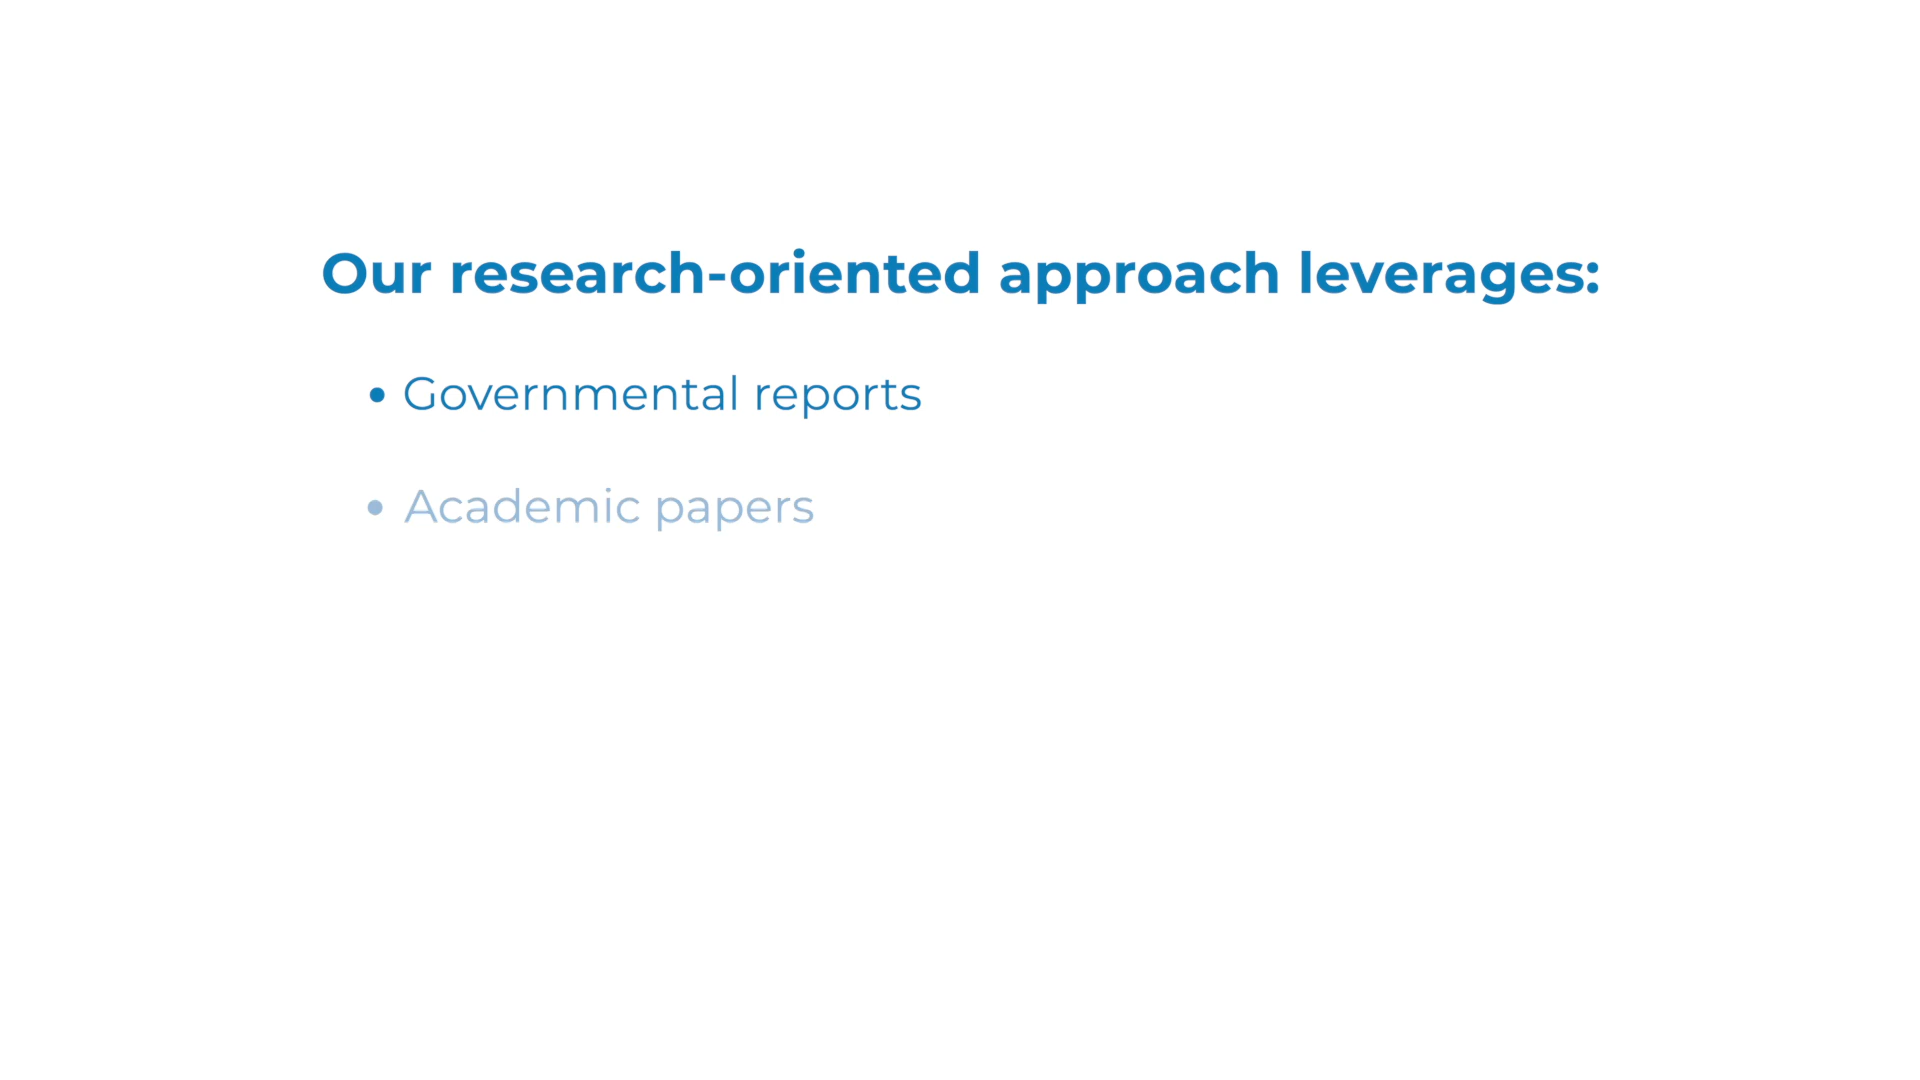 Our research-oriented approach leverages:
• Governmental reports
• Academic papers